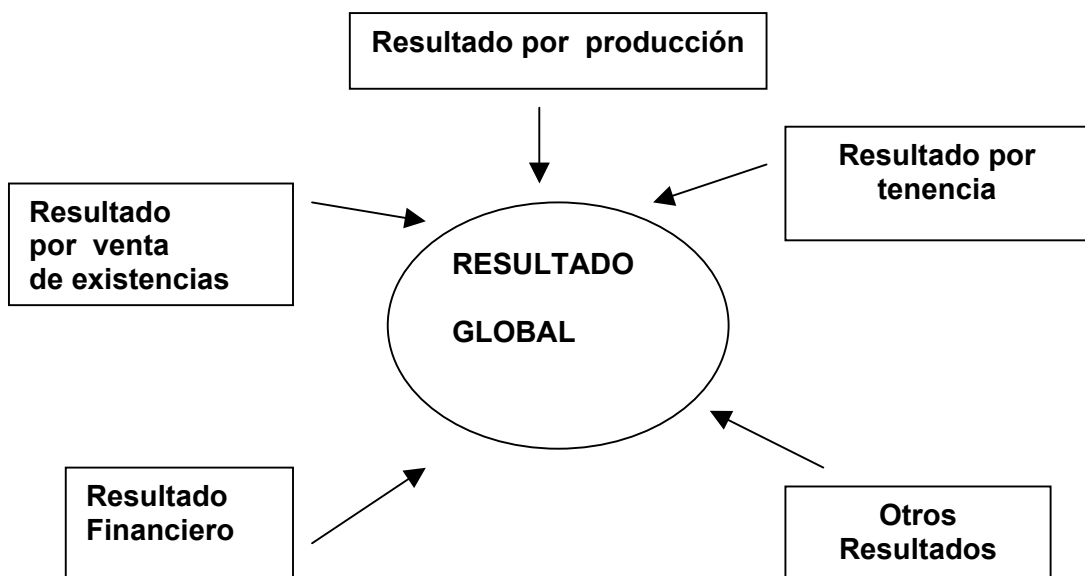 Resultado por producción
Resultado por
tenencia
Resultado
por venta
de existencias
RESULTADO
GLOBAL
Resultado
Financiero
Otros
Resultados